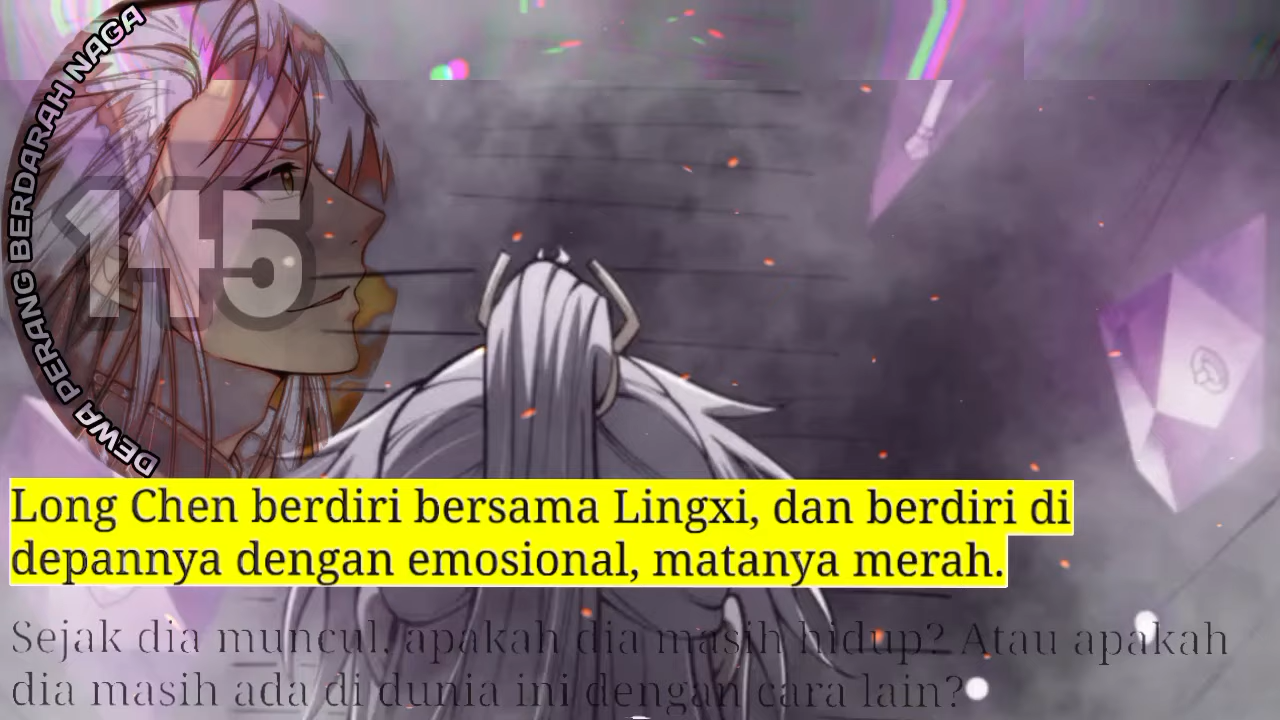 DEWA PERANG BERDARAH NAGA
145
Long Chen berdiri bersama Lingxi, dan berdiri di
depannya dengan emosional, matanya merah.
Sejak dia muncul, apakah dia masih hidup? Atau apakah
dia masih ada di dunia ini dengan cara lain?